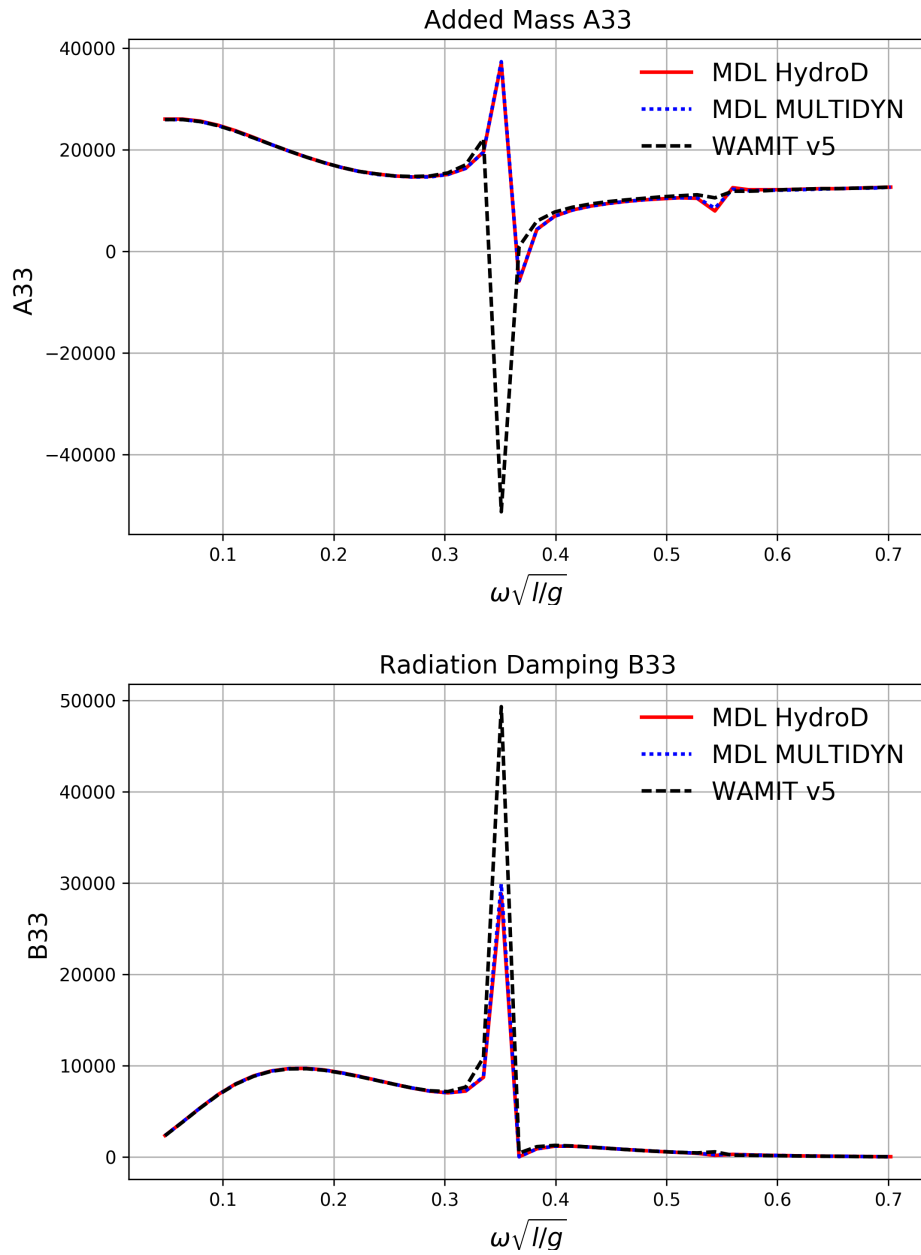 Added Mass A33
40000
20000
0
−20000
−40000
A33
MDL HydroD
MDL MULTIDYN
WAMIT v5
0.1 0.2 0.3 0.4 0.5 0.6 0.7
ω√l/g
Radiation Damping B33
50000
40000
30000
20000
10000
0
B33
MDL HydroD
MDL MULTIDYN
WAMIT v5
0.1 0.2 0.3 0.4 0.5 0.6 0.7
ω√l/g